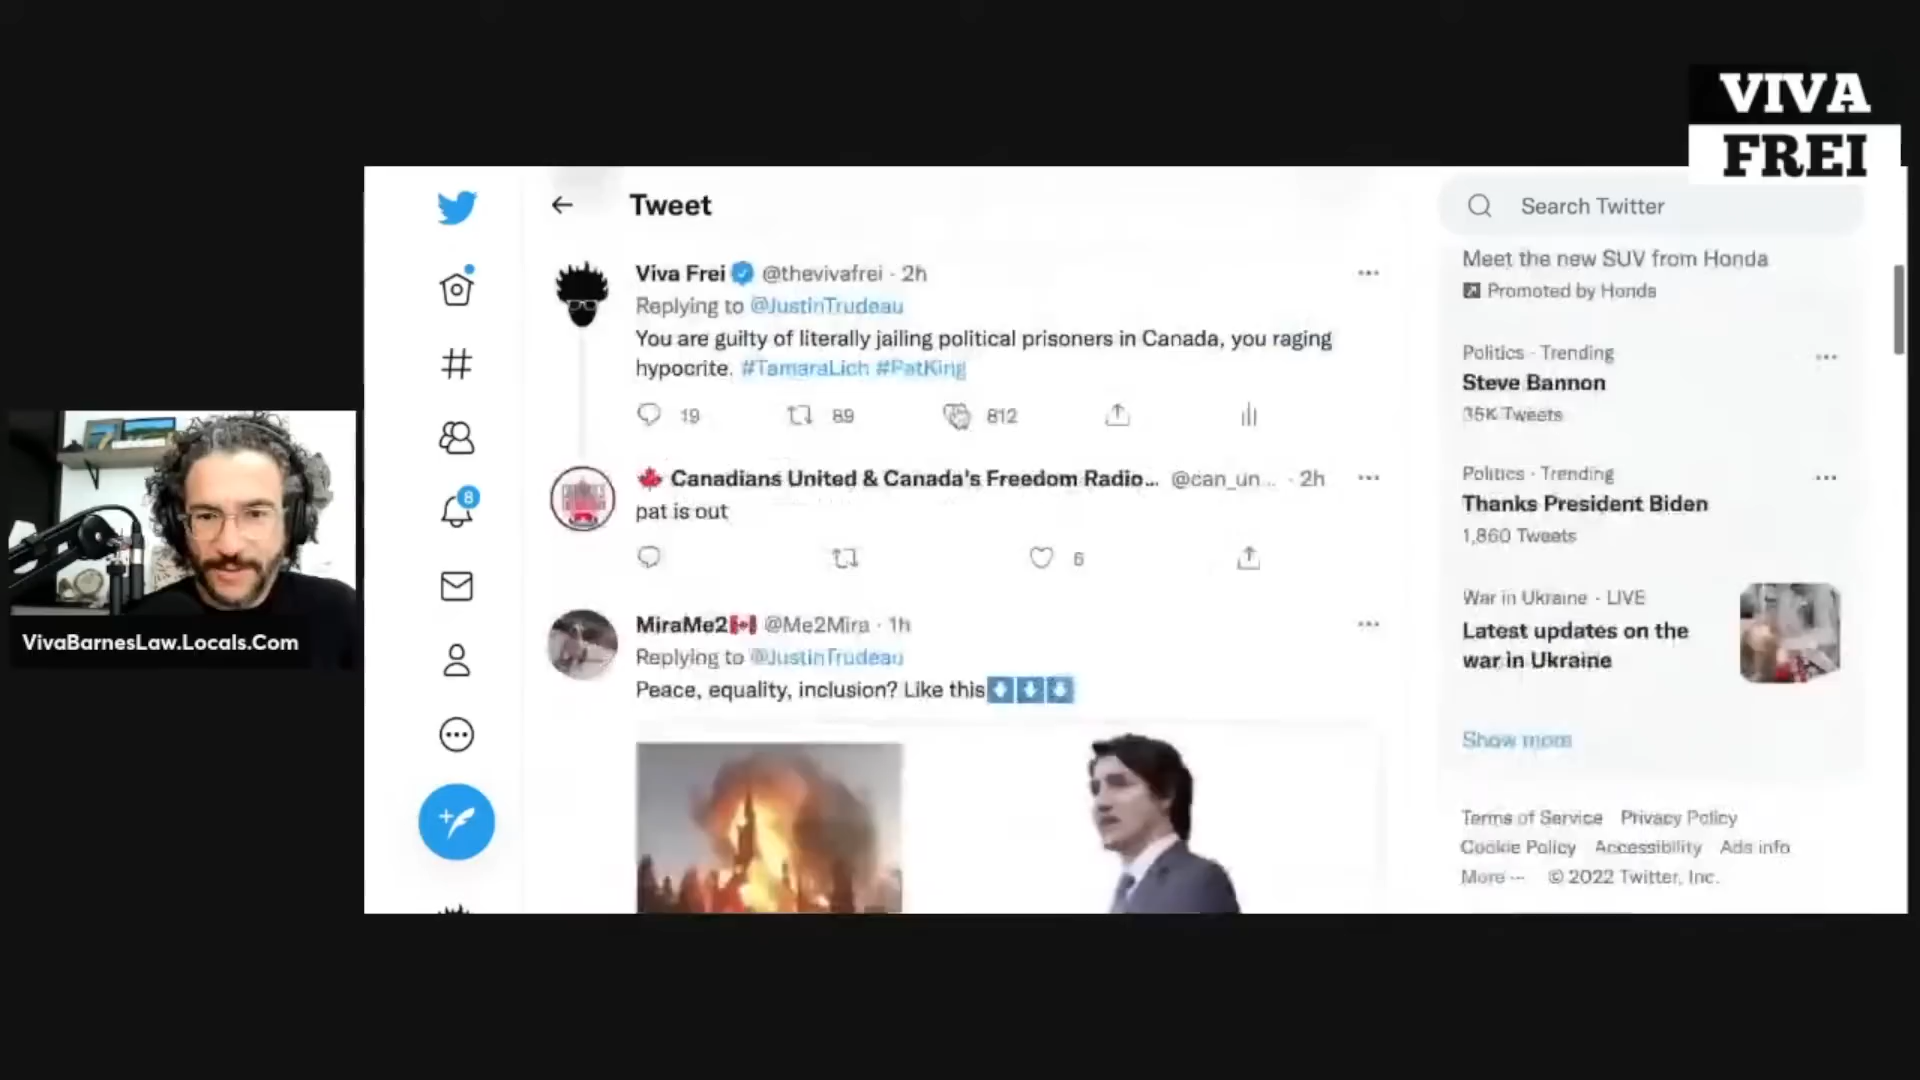 VIVA
FREI
Tweet
Search Twitter
Viva Frei @thevivafrei · 2h
Replying to @JustinTrudeau
You are guilty of literally jailing political prisoners in Canada, you raging
hypocrite. #TamaraLich #PatKing
19 89 812
Canadians United & Canada's Freedom Radio... @can_un... · 2h
pat is out
6
MiraMe2 @Me2Mira · 1h
Replying to @JustinTrudeau
Peace, equality, inclusion? Like this
8
VivaBarnesLaw.Locals.Com
Meet the new SUV from Honda
Promoted by Honda
Politics · Trending
Steve Bannon
35K Tweets
Politics · Trending
Thanks President Biden
1,860 Tweets
War in Ukraine · LIVE
Latest updates on the
war in Ukraine
Show more
Terms of Service Privacy Policy
Cookie Policy Accessibility Ads info
More ··· © 2022 Twitter, Inc.